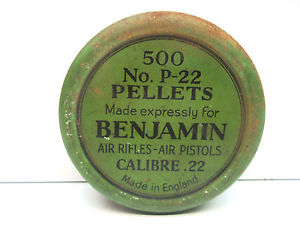 500
No. P-22
PELLETS
Made expressly for
BENJAMIN
AIR RIFLES-AIR PISTOLS
CALIBRE .22
Made in England